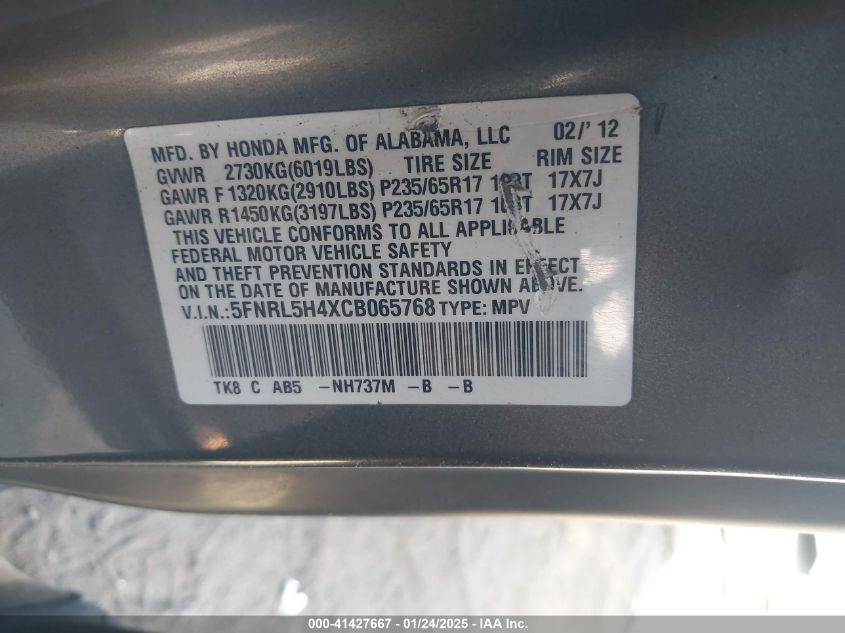 MFD. BY HONDA MFG. OF ALABAMA, LLC 02/' 12
GVWR 2730KG(6019LBS) TIRE SIZE RIM SIZE
GAWR F 1320KG(2910LBS) P235/65R17 17X7J
GAWR R1450KG(3197LBS) P235/65R17 17X7J
THIS VEHICLE CONFORMS TO ALL APPLICABLE
FEDERAL MOTOR VEHICLE SAFETY
AND THEFT PREVENTION STANDARDS IN EFFECT
ON THE DATE OF MANUFACTURE SHOWN ABOVE.
V.I.N.:5FNRL5H4XCB065768 TYPE: MPV
TK8 C AB5 -NH737M -B -B
000-41427667 - 01/24/2025 - IAA Inc.